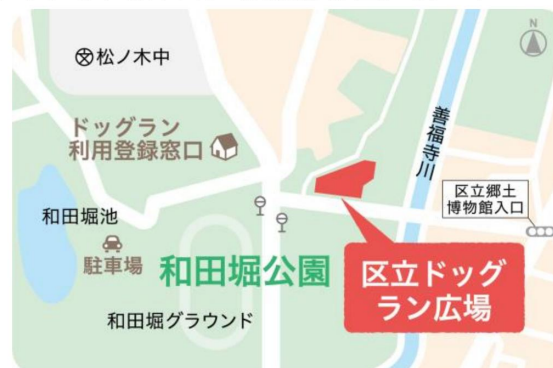 N
松ノ木中
ドッグラン
利用登録窓口
善福寺川
区立郷土
博物館入口
和田堀池
駐車場
和田堀公園
区立ドッグ
ラン広場
和田堀グラウンド